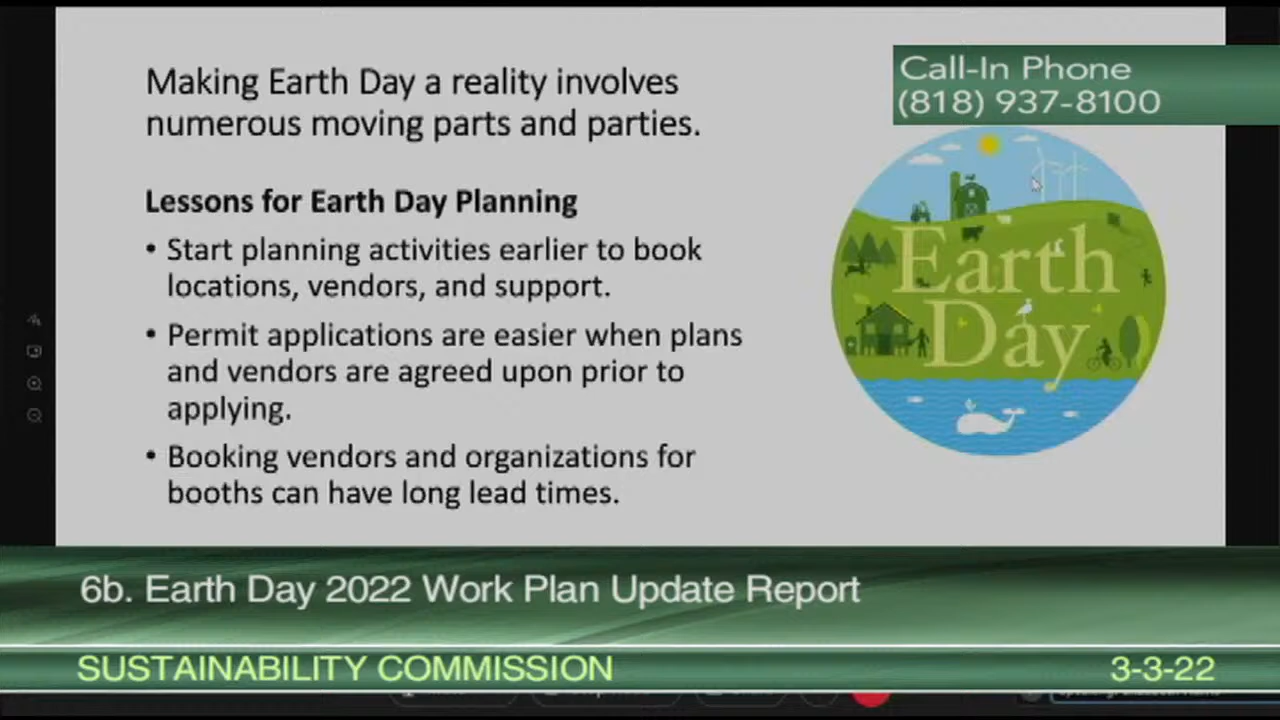 Making Earth Day a reality involves
numerous moving parts and parties.
Call-In Phone
(818) 937-8100
Lessons for Earth Day Planning
• Start planning activities earlier to book
locations, vendors, and support.
• Permit applications are easier when plans
and vendors are agreed upon prior to
applying.
• Booking vendors and organizations for
booths can have long lead times.
Earth
Day
6b. Earth Day 2022 Work Plan Update Report
SUSTAINABILITY COMMISSION
3-3-22